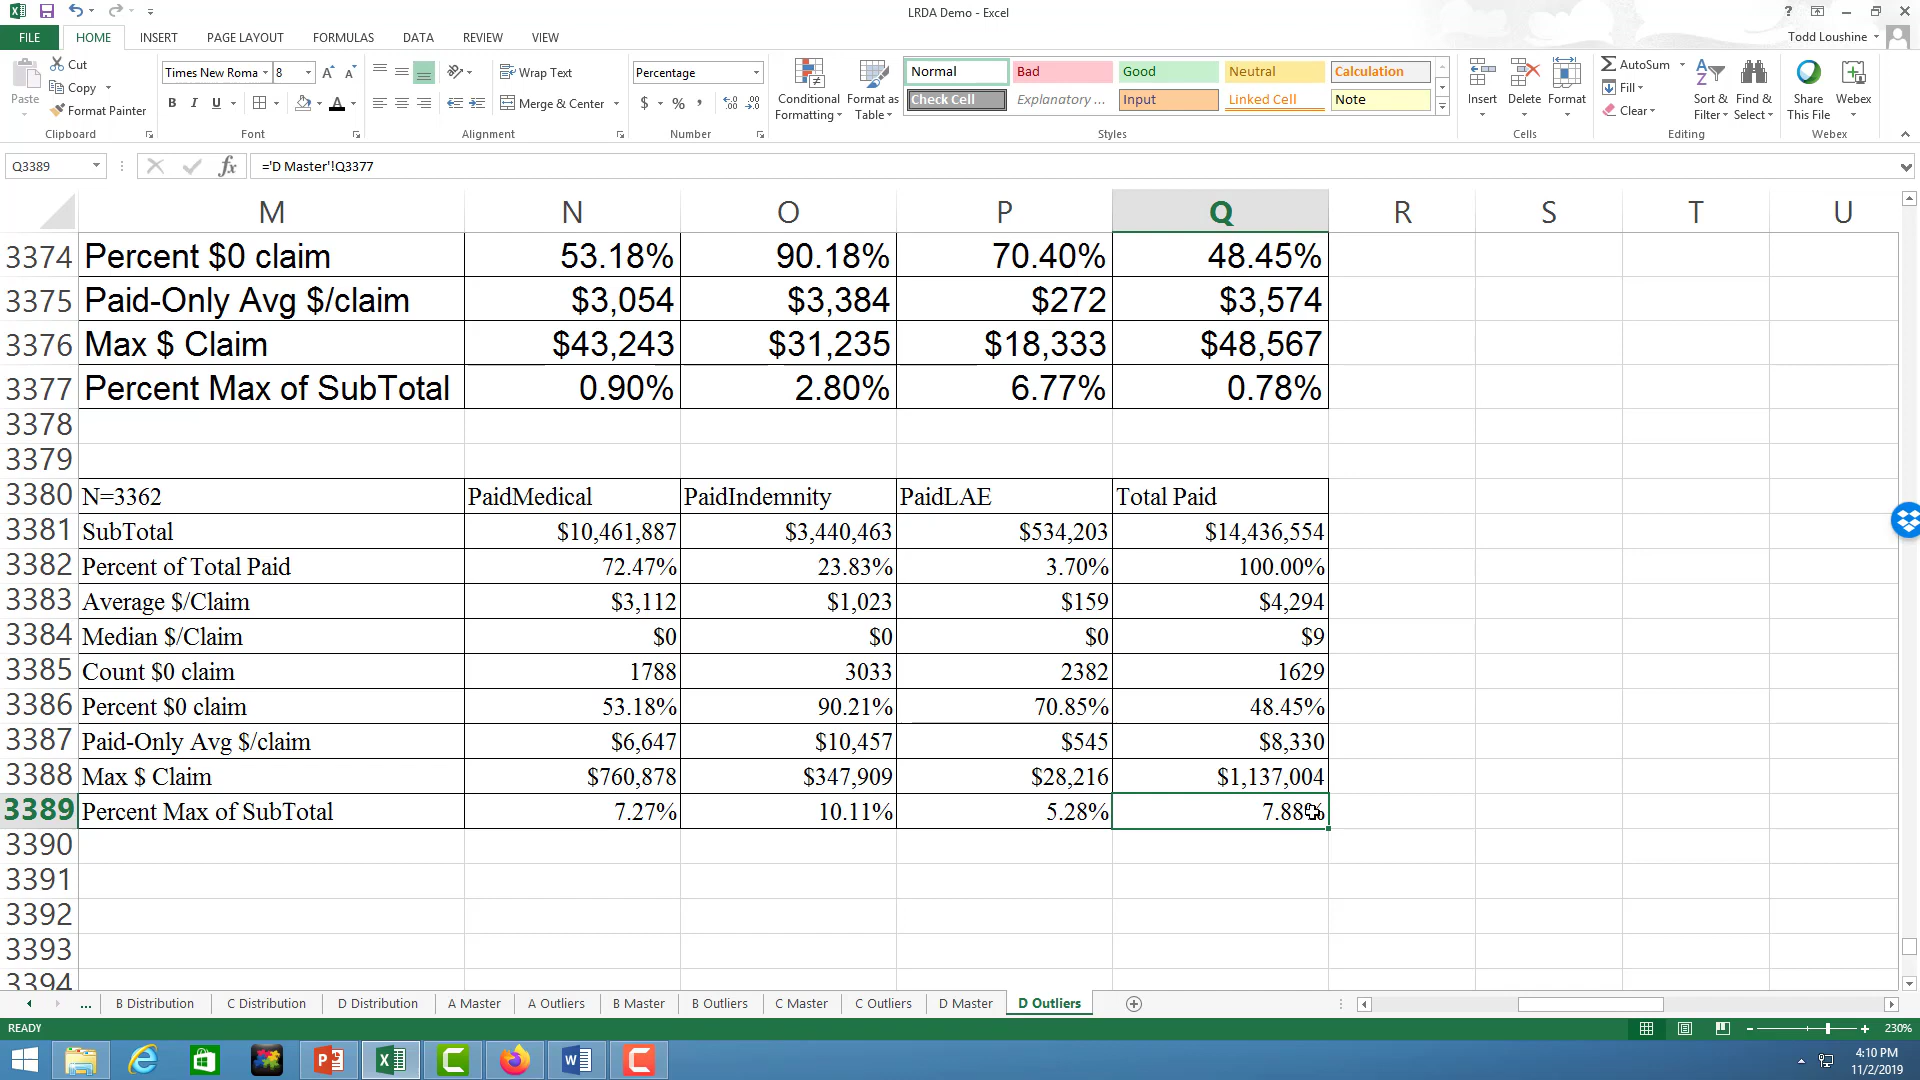 LRDA Demo - Excel
?
FILE HOME INSERT PAGE LAYOUT FORMULAS DATA REVIEW VIEW
Todd Loushine
Paste
Cut
Copy
Format Painter
Clipboard
Times New Roma 8
B I U
Font
Wrap Text
Merge & Center
Alignment
Percentage
$ % ,
Number
Conditional Formatting
Format as Table
Normal Bad Good Neutral Calculation
Check Cell Explanatory ... Input Linked Cell Note
Styles
Insert Delete Format
Cells
AutoSum
Fill
Clear
Sort & Filter
Find & Select
Editing
Share This File
Webex
Webex
Q3389 fx ='D Master'!Q3377
M N O P Q R S T U
3374 Percent $0 claim 53.18% 90.18% 70.40% 48.45%
3375 Paid-Only Avg $/claim $3,054 $3,384 $272 $3,574
3376 Max $ Claim $43,243 $31,235 $18,333 $48,567
3377 Percent Max of SubTotal 0.90% 2.80% 6.77% 0.78%
3378
3379
3380 N=3362 PaidMedical PaidIndemnity PaidLAE Total Paid
3381 SubTotal $10,461,887 $3,440,463 $534,203 $14,436,554
3382 Percent of Total Paid 72.47% 23.83% 3.70% 100.00%
3383 Average $/Claim $3,112 $1,023 $159 $4,294
3384 Median $/Claim $0 $0 $0 $9
3385 Count $0 claim 1788 3033 2382 1629
3386 Percent $0 claim 53.18% 90.21% 70.85% 48.45%
3387 Paid-Only Avg $/claim $6,647 $10,457 $545 $8,330
3388 Max $ Claim $760,878 $347,909 $28,216 $1,137,004
3389 Percent Max of SubTotal 7.27% 10.11% 5.28% 7.88%
3390
3391
3392
3393
3394
... B Distribution C Distribution D Distribution A Master A Outliers B Master B Outliers C Master C Outliers D Master D Outliers
READY
230%
4:10 PM
11/2/2019